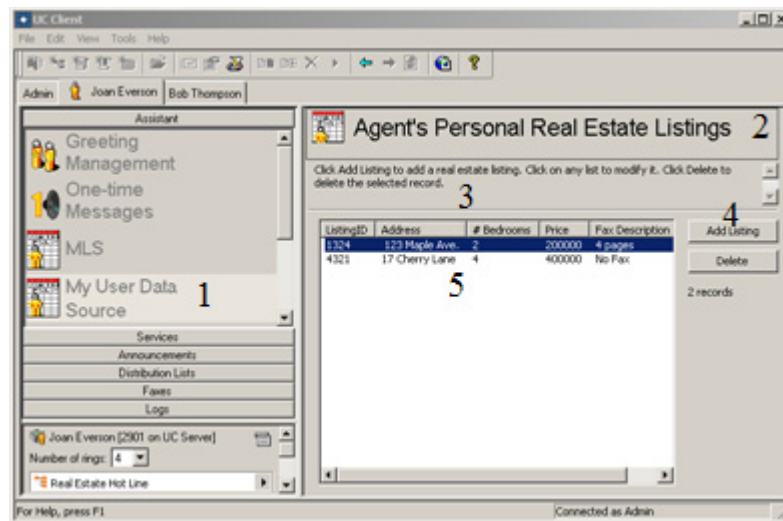 UC Client
File Edit View Tools Help
Admin Joan Everson Bob Thompson
Assistant
Greeting
Management
One-time
Messages
MLS
My User Data
Source
1
Services
Announcements
Distribution Lists
Faxes
Logs
Joan Everson [2901 on UC Server]
Number of rings: 4
Real Estate Hot Line
Agent's Personal Real Estate Listings 2
Click Add Listing to add a real estate listing. Click on any list to modify it. Click Delete to
delete the selected record.
3
4
ListingID Address # Bedrooms Price Fax Description
1324 123 Maple Ave. 2 200000 4 pages
4321 17 Cherry Lane 4 400000 No Fax
5
Add Listing
Delete
2 records
For Help, press F1 Connected as Admin